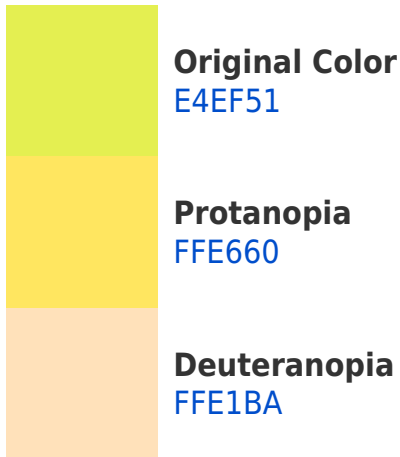 Original Color
E4EF51
Protanopia
FFE660
Deuteranopia
FFE1BA